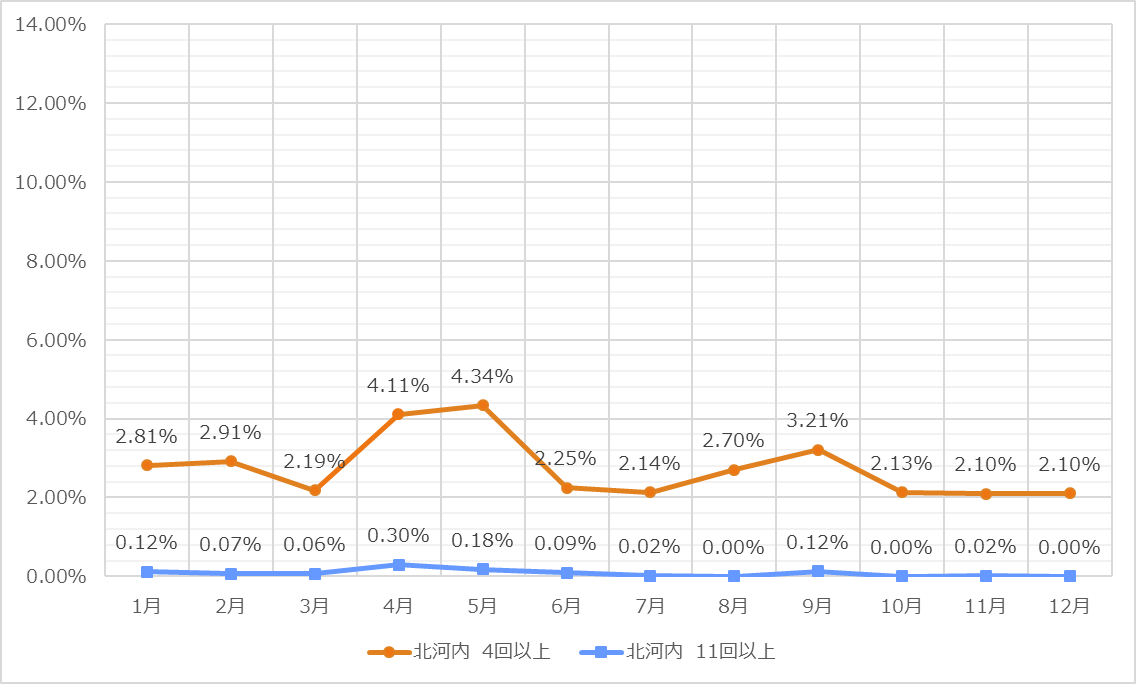 14.00%
12.00%
10.00%
8.00%
6.00%
4.00%
2.00%
0.00%
2.81% 2.91% 2.19% 4.11% 4.34% 2.25% 2.14% 2.70% 3.21% 2.13% 2.10% 2.10%
0.12% 0.07% 0.06% 0.30% 0.18% 0.09% 0.02% 0.00% 0.12% 0.00% 0.02% 0.00%
1月 2月 3月 4月 5月 6月 7月 8月 9月 10月 11月 12月
北河内 4回以上 北河内 11回以上